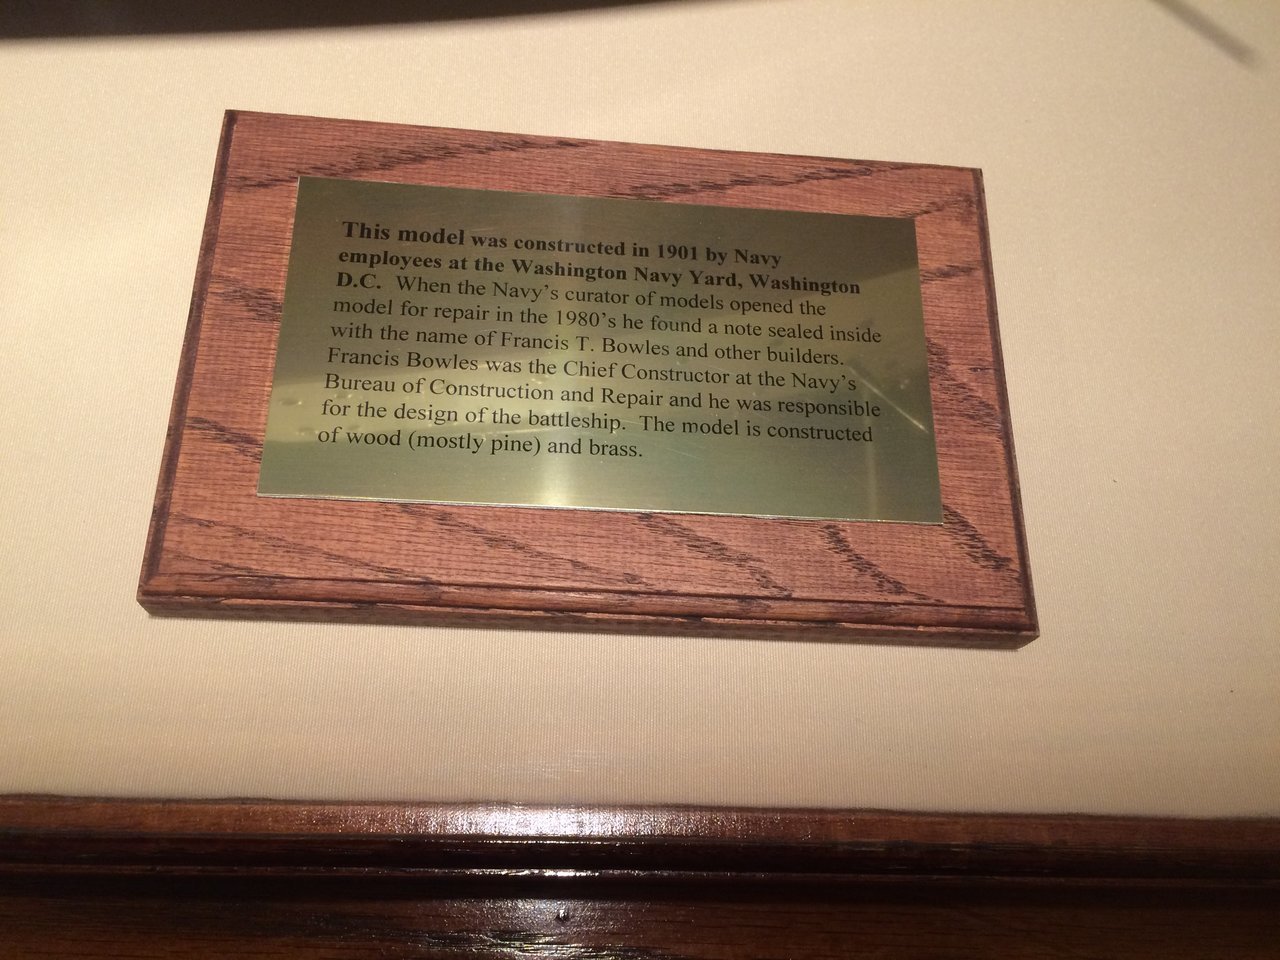 This model was constructed in 1901 by Navy
employees at the Washington Navy Yard, Washington
D.C.  When the Navy's curator of models opened the
model for repair in the 1980's he found a note sealed inside
with the name of Francis T. Bowles and other builders.
Francis Bowles was the Chief Constructor at the Navy's
Bureau of Construction and Repair and he was responsible
for the design of the battleship.  The model is constructed
of wood (mostly pine) and brass.